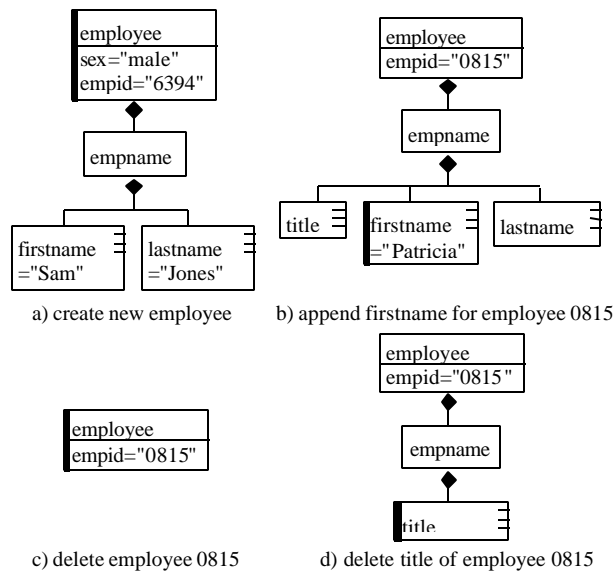 employee
sex="male"
empid="6394"
empname
firstname
="Sam"
lastname
="Jones"
a) create new employee
employee
empid="0815"
empname
title
firstname
="Patricia"
lastname
b) append firstname for employee 0815
employee
empid="0815"
c) delete employee 0815
employee
empid="0815"
empname
title
d) delete title of employee 0815